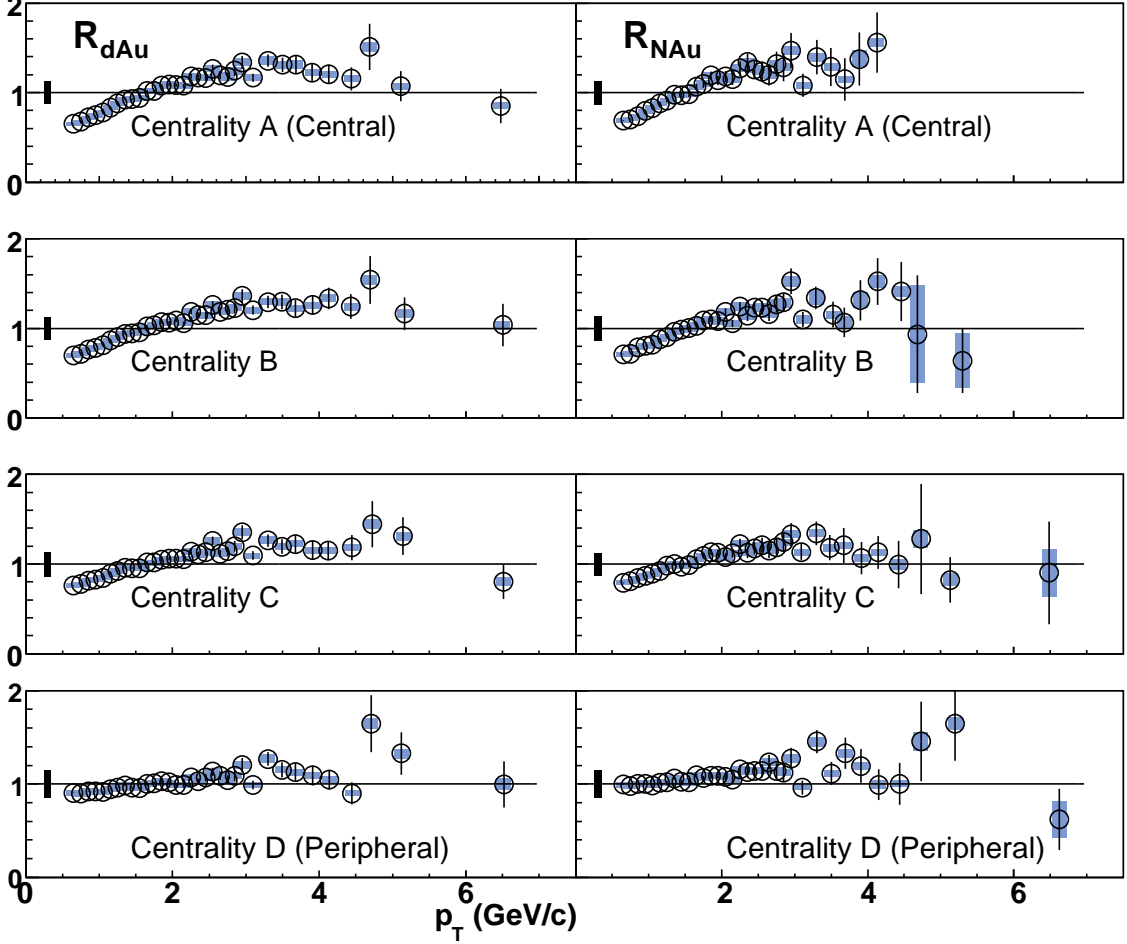 2
R_dAu
R_NAu
1
Centrality A (Central)
Centrality A (Central)
0
2
1
Centrality B
Centrality B
0
2
1
Centrality C
Centrality C
0
2
1
Centrality D (Peripheral)
Centrality D (Peripheral)
0
0 2 4 6 2 4 6
p_T (GeV/c)